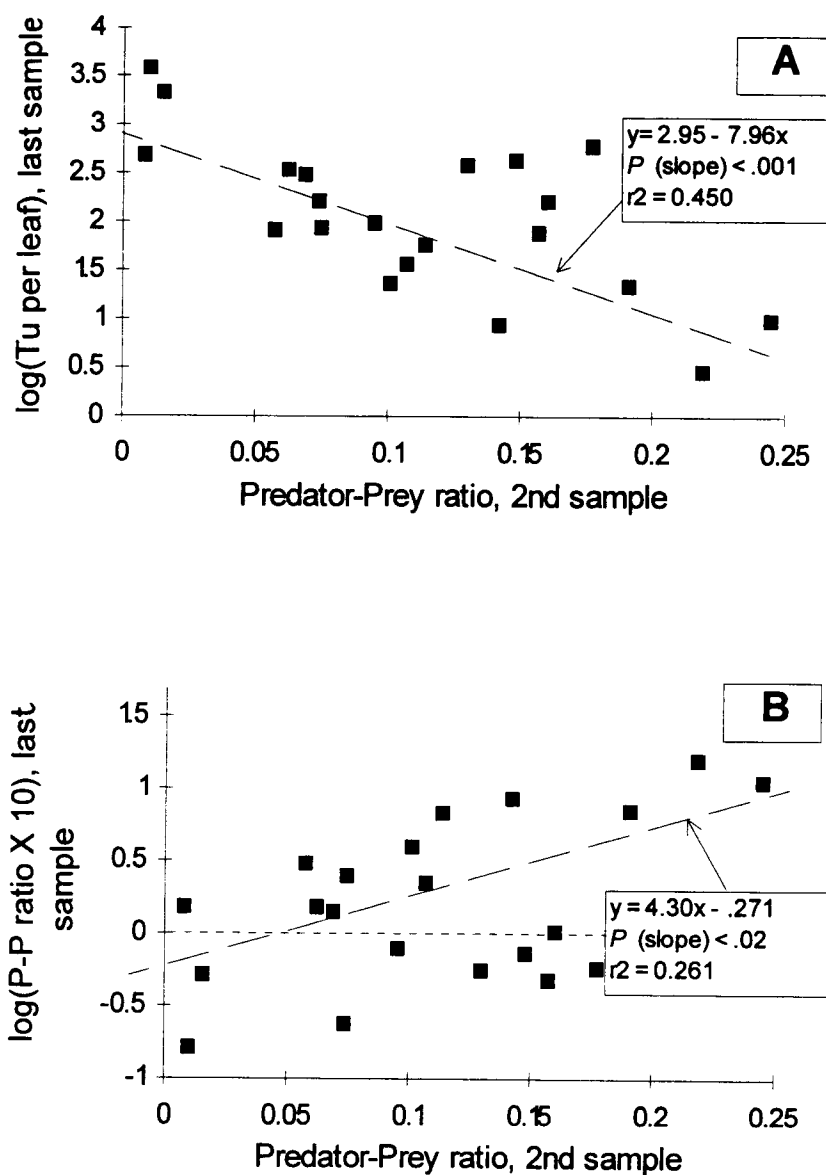 A
4
3.5
3
2.5
2
1.5
1
0.5
0
log(Tu per leaf), last sample
y= 2.95 - 7.96x
P (slope) < .001
r2 = 0.450
0 0.05 0.1 0.15 0.2 0.25
Predator-Prey ratio, 2nd sample
B
15
1
0.5
0
-0.5
-1
log(P-P ratio X 10), last
sample
y = 4.30x - .271
P (slope) < .02
r2 = 0.261
0 0.05 0.1 0.15 0.2 0.25
Predator-Prey ratio, 2nd sample